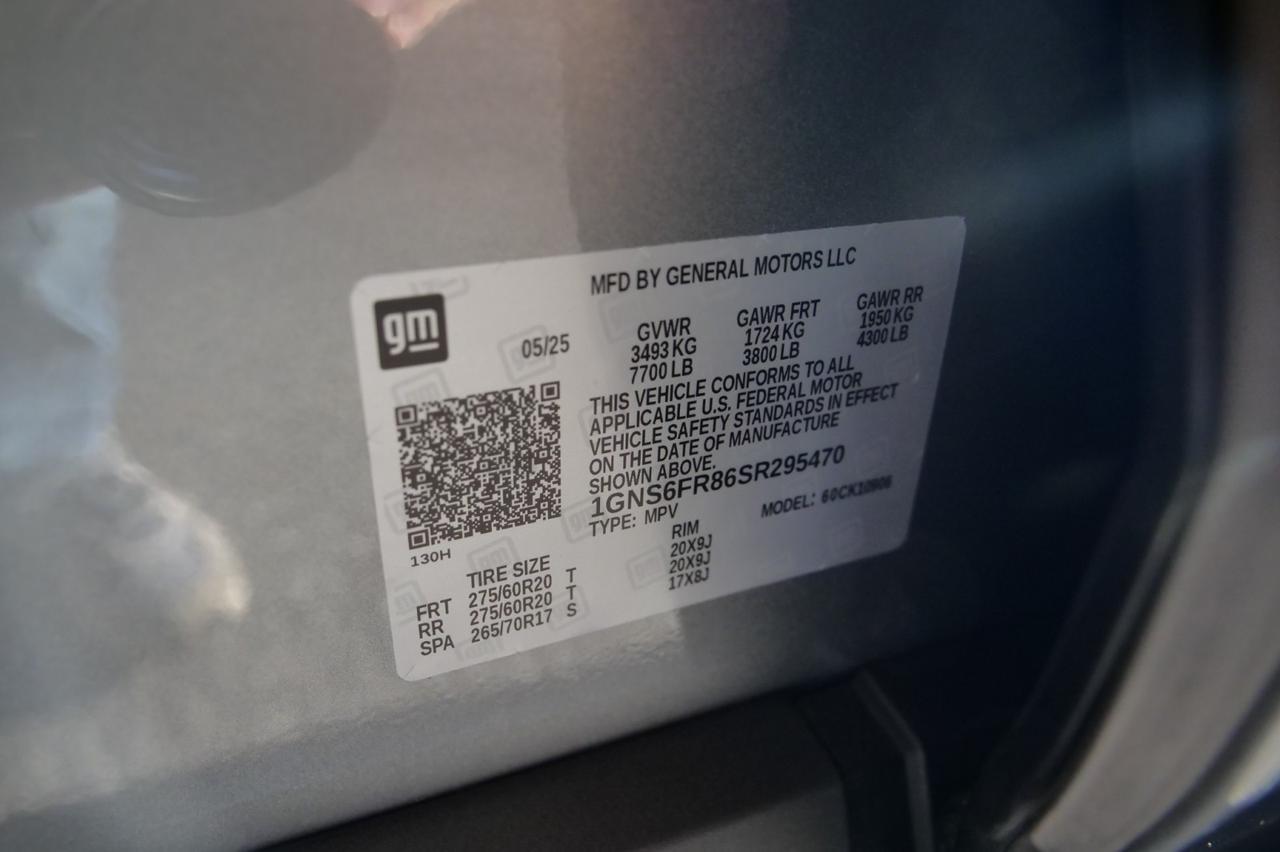 gm
MFD BY GENERAL MOTORS LLC
05/25
GVWR GAWR FRT GAWR RR
3493 KG 1724 KG 1950 KG
7700 LB 3800 LB 4300 LB
THIS VEHICLE CONFORMS TO ALL
APPLICABLE U.S. FEDERAL MOTOR
VEHICLE SAFETY STANDARDS IN EFFECT
ON THE DATE OF MANUFACTURE
SHOWN ABOVE.
1GNS6FR86SR295470
TYPE: MPV MODEL: 60CK10906
130H
TIRE SIZE RIM
FRT 275/60R20 T 20X9J
RR 275/60R20 T 20X9J
SPA 265/70R17 S 17X8J